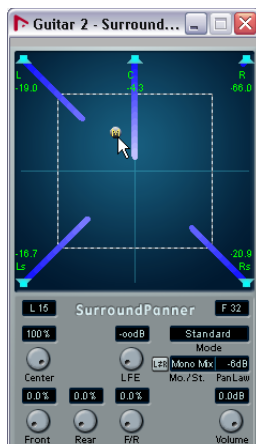 Guitar 2 - Surround...
L C R
-19.0 -4.3 -66.0
M
-16.7 -20.9
Ls Rs
L 15 SurroundPanner F 32
100% -oodB Standard
Mode
L≠R Mono Mix -6dB
Center LFE Mo./St. PanLaw
0.0% 0.0% 0.0% 0.0dB
Front Rear F/R Volume